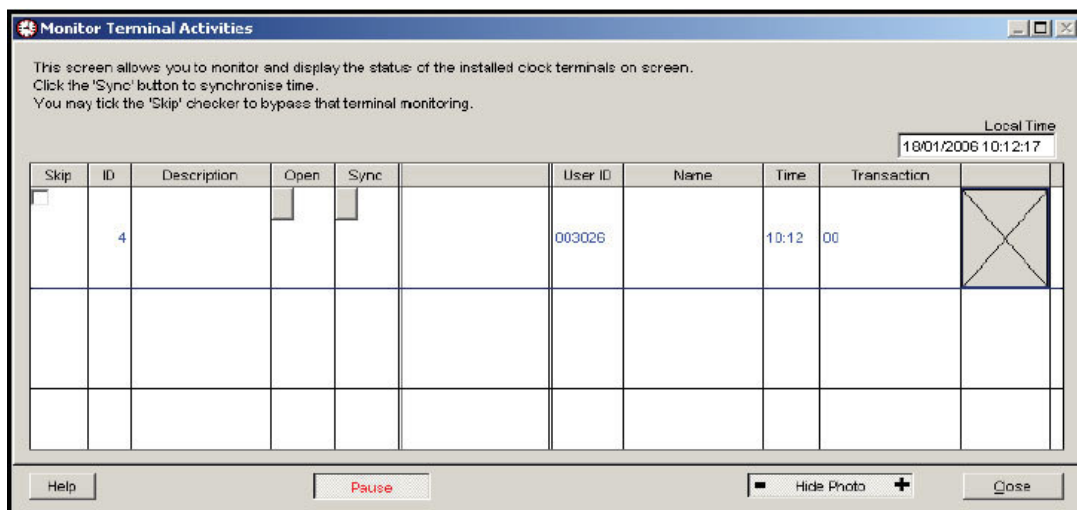 Monitor Terminal Activities
This screen allows you to monitor and display the status of the installed clock terminals on screen.
Click the 'Sync' button to synchronise time.
You may tick the 'Skip' checker to bypass that terminal monitoring.
Local Time
18/01/2006 10:12:17
Skip ID Description Open Sync User ID Name Time Transaction
4 003026 10:12 00
Help Pause - Hide Photo + Close